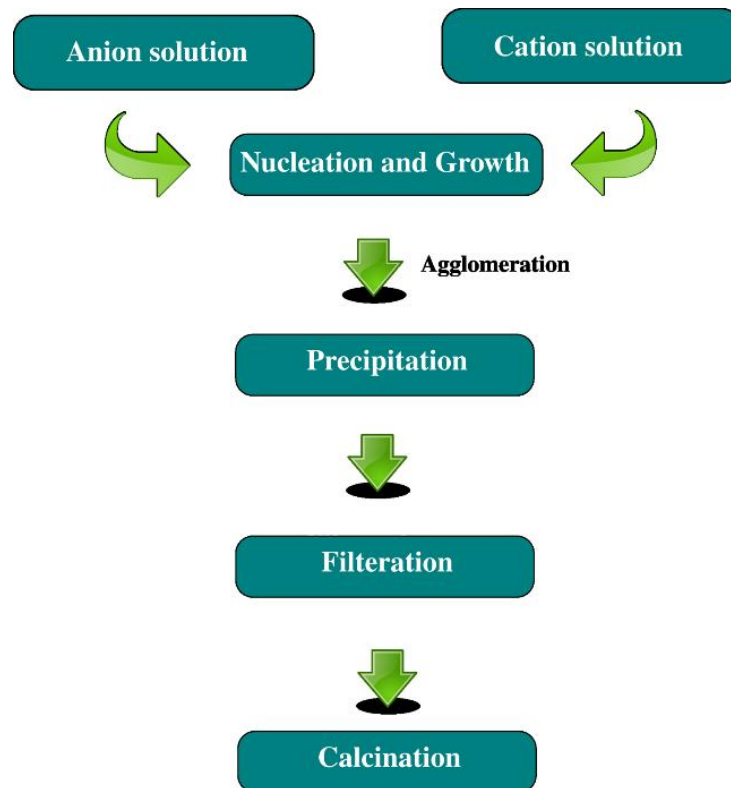 Anion solution
Cation solution
Nucleation and Growth
Agglomeration
Precipitation
Filteration
Calcination